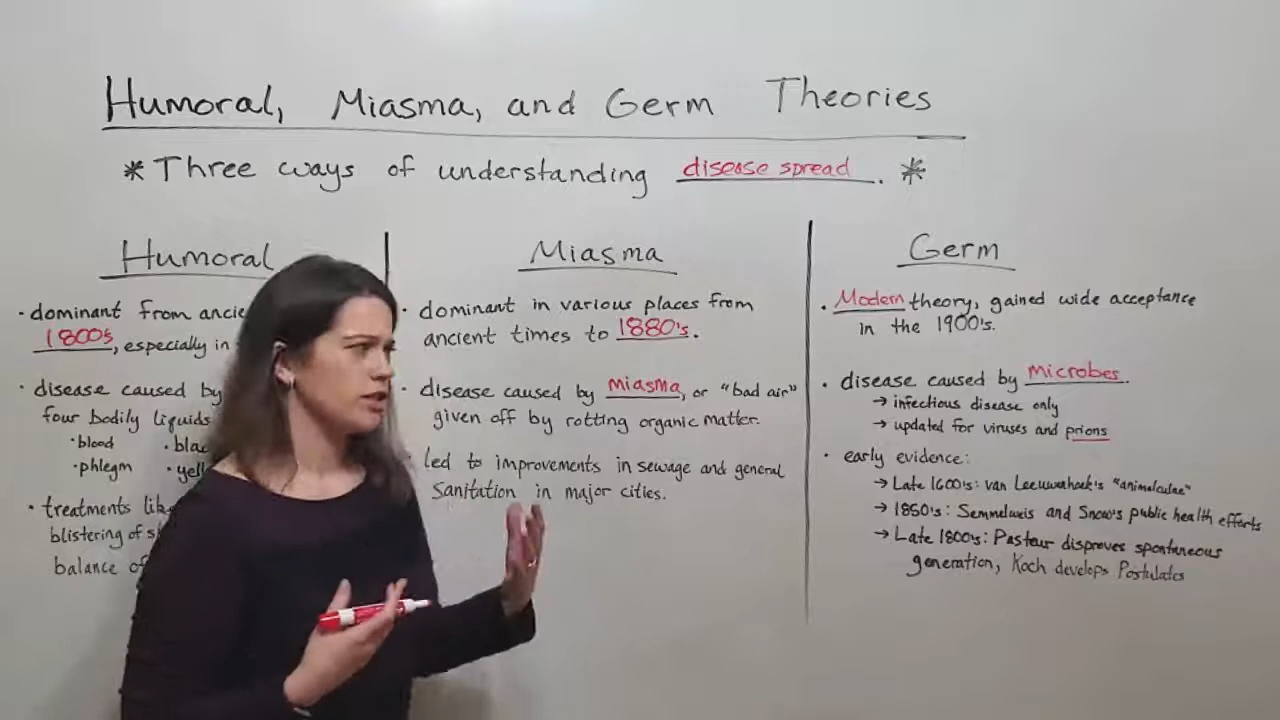 Humoral, Miasma, and Germ Theories
* Three ways of understanding disease spread. *
Humoral
• dominant from
1800s, especially in
• disease caused by
four bodily liquids
• blood
• phlegm
• treatments
blistering of
balance of
Miasma
• dominant in various places from
ancient times to 1880's.
• disease caused by miasma, or "bad air"
given off by rotting organic matter.
• led to improvements in sewage and general
Sanitation in major cities.
Germ
• Modern theory, gained wide acceptance
in the 1900's.
• disease caused by microbes.
→ infectious disease only
→ updated for viruses and prions
• early evidence:
→ Late 1600's: van Leeuwahoek's "animalculae"
→ 1850's: Semmelweis and Snow's public health efforts
→ Late 1800's: Pasteur disproves spontaneous
generation, Koch develops Postulates